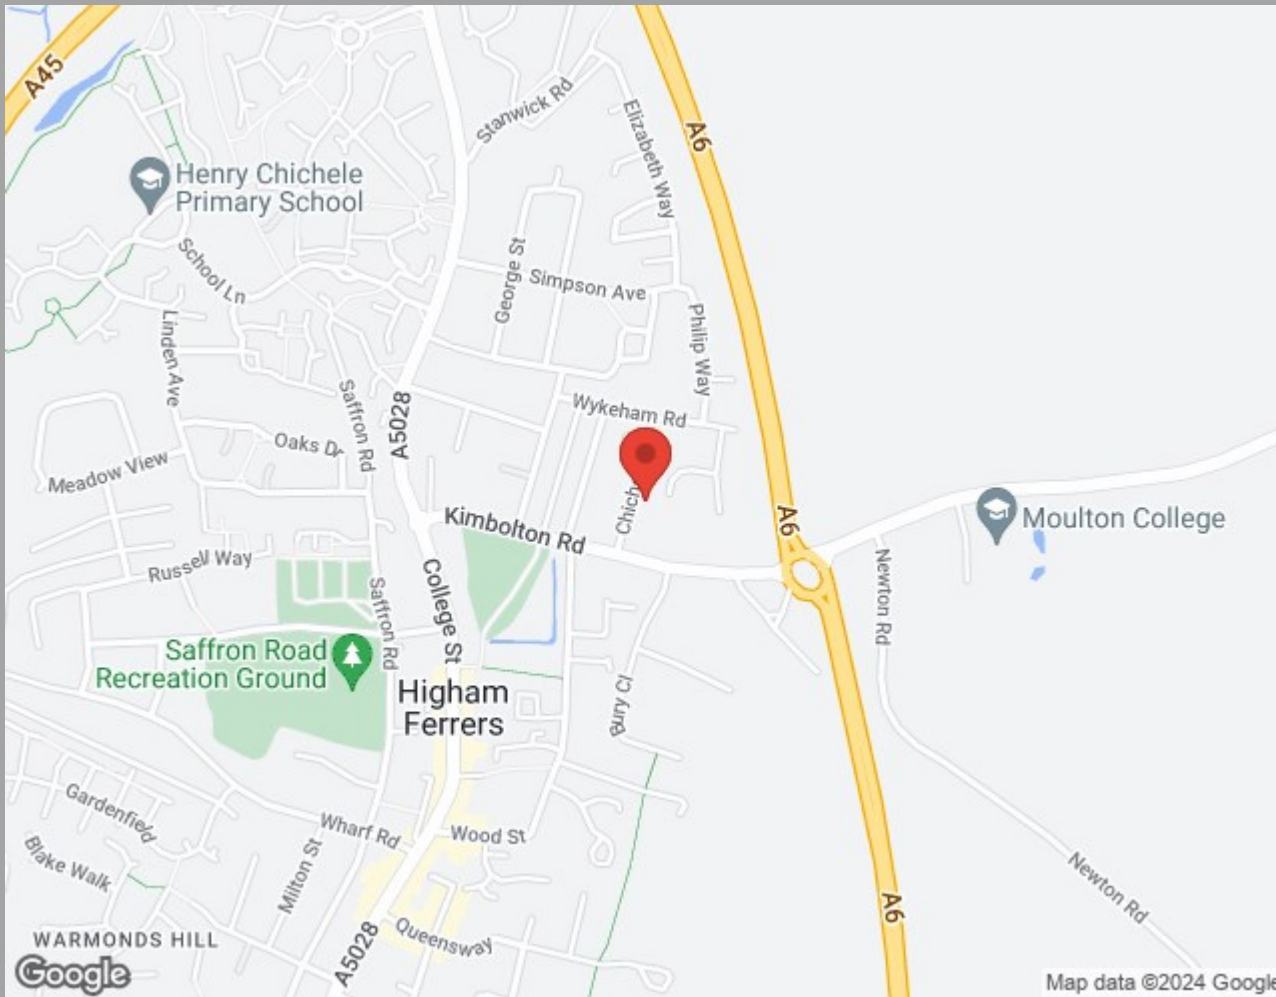 A45
A6
Stanwick Rd
Elizabeth Way
Henry Chichele
Primary School
School Ln
George St
Simpson Ave
Philip Way
Linden Ave
Saffron Rd
A5028
Wykeham Rd
Oaks Dr
Meadow View
Chich
Kimbolton Rd
A6
Moulton College
Russell Way
College St
Saffron Rd
Newton Rd
Saffron Road
Recreation Ground
Higham
Ferrers
Bury Cl
Gardenfield
Wharf Rd
Wood St
Blake Walk
Milton St
Newton Rd
A6
Queensway
WARMONDS HILL
A5028
Google
Map data ©2024 Google